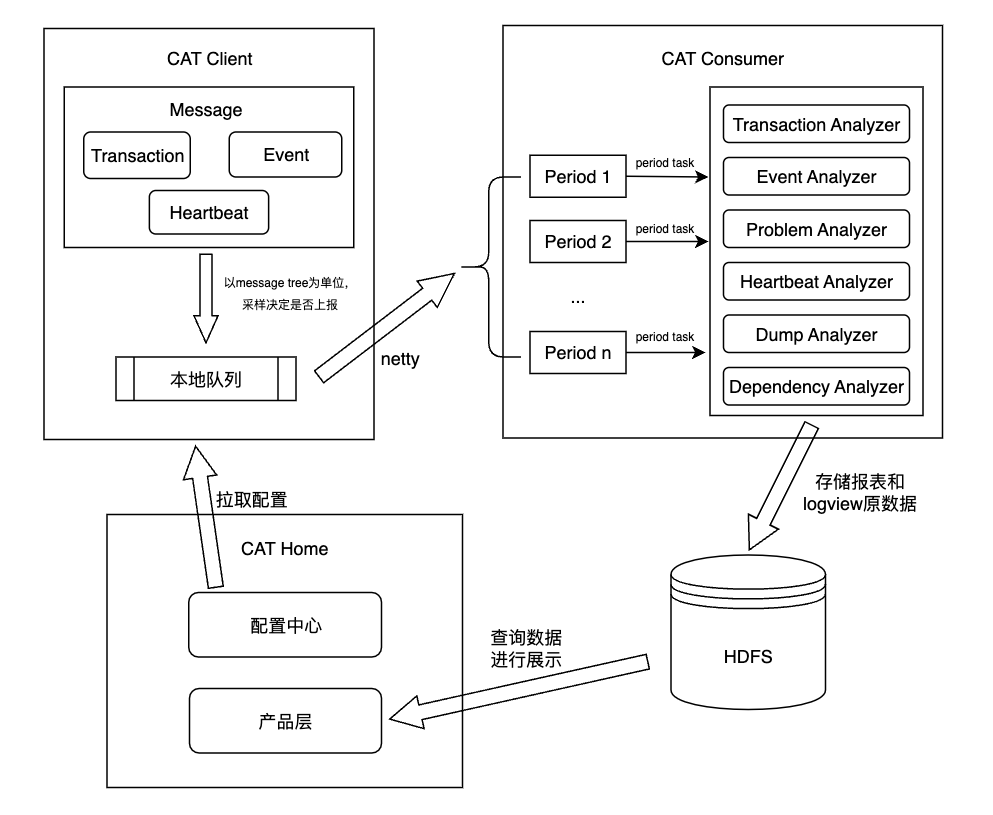 CAT Client
Message
Transaction
Event
Heartbeat
以message tree为单位，
采样决定是否上报
本地队列
netty
CAT Consumer
Period 1
period task
Period 2
period task
...
Period n
period task
Transaction Analyzer
Event Analyzer
Problem Analyzer
Heartbeat Analyzer
Dump Analyzer
Dependency Analyzer
存储报表和
logview原数据
HDFS
查询数据
进行展示
拉取配置
CAT Home
配置中心
产品层